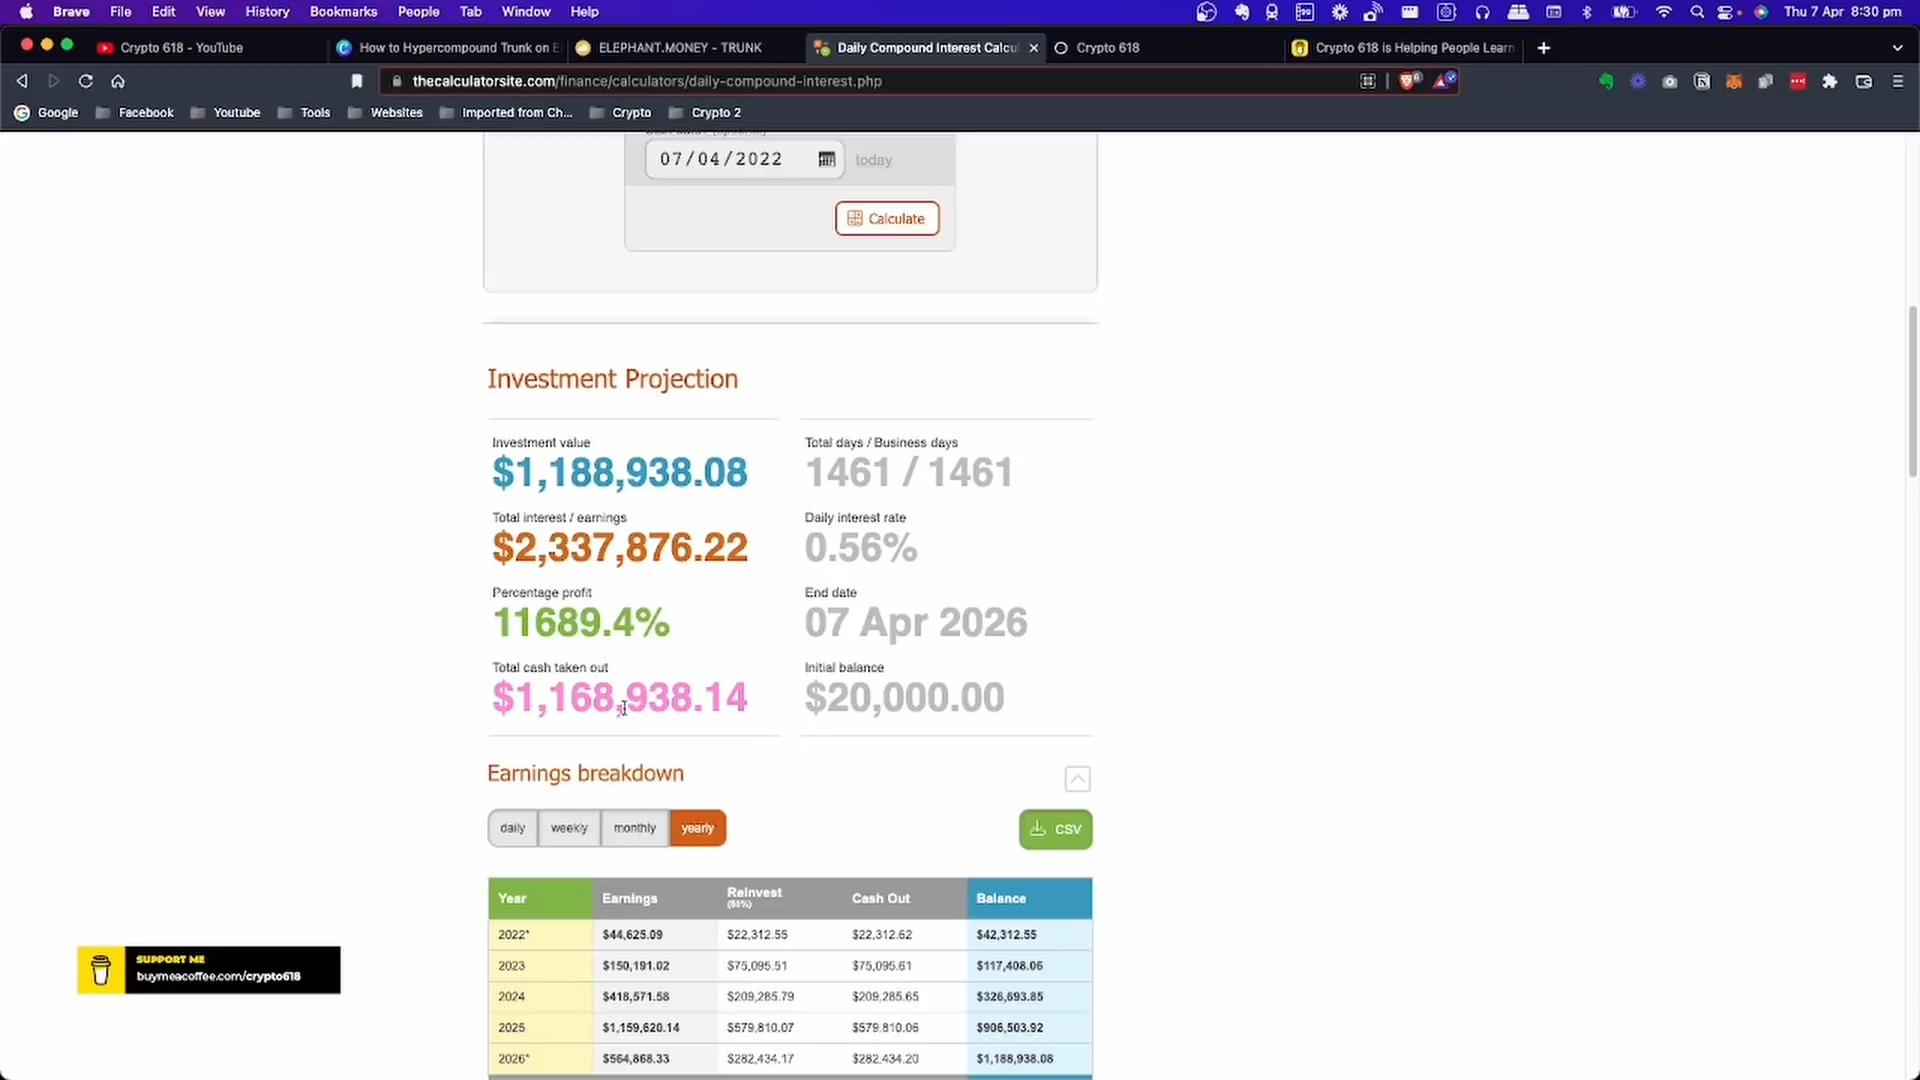 Brave File Edit View History Bookmarks People Tab Window Help Thu 7 Apr 8:30 pm
Crypto 618 - YouTube How to Hypercompound Trunk on E ELEPHANT.MONEY - TRUNK Daily Compound Interest Calcu Crypto 618 Crypto 618 is Helping People Learn
thecalculatorsite.com/finance/calculators/daily-compound-interest.php
Google Facebook Youtube Tools Websites Imported from Ch... Crypto Crypto 2
07/04/2022 today
Calculate
Investment Projection
Investment value
$1,188,938.08
Total days / Business days
1461 / 1461
Total interest / earnings
$2,337,876.22
Daily interest rate
0.56%
Percentage profit
11689.4%
End date
07 Apr 2026
Total cash taken out
$1,168,938.14
Initial balance
$20,000.00
Earnings breakdown
daily weekly monthly yearly CSV
Year Earnings Reinvest (50%) Cash Out Balance
2022* $44,625.09 $22,312.55 $22,312.62 $42,312.55
2023 $150,191.02 $75,095.51 $75,095.61 $117,408.06
2024 $418,571.58 $209,285.79 $209,285.65 $326,693.85
2025 $1,159,620.14 $579,810.07 $579,810.06 $906,503.92
2026* $564,868.33 $282,434.17 $282,434.20 $1,188,938.08
SUPPORT ME
buymeacoffee.com/crypto618